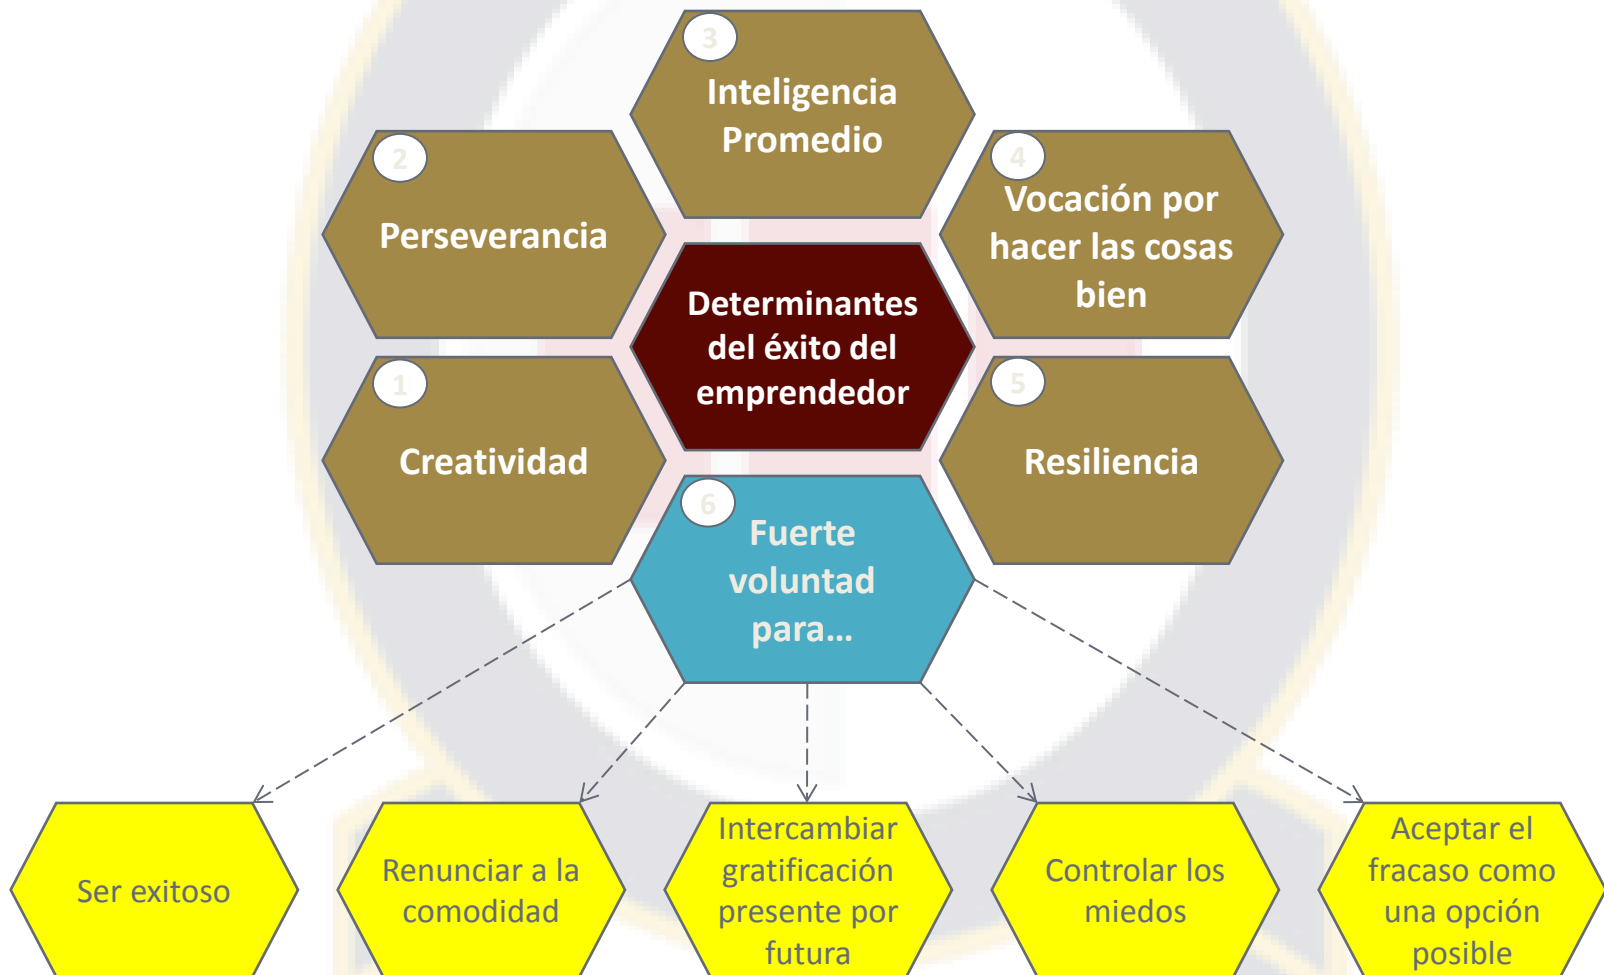 3
Inteligencia
Promedio
2
Perseverancia
4
Vocación por
hacer las cosas
bien
Determinantes
del éxito del
emprendedor
1
Creatividad
5
Resiliencia
6
Fuerte
voluntad
para...
Ser exitoso
Renunciar a la
comodidad
Intercambiar
gratificación
presente por
futura
Controlar los
miedos
Aceptar el
fracaso como
una opción
posible